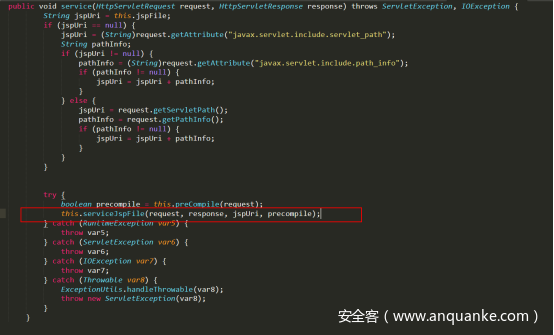 public void service(HttpServletRequest request, HttpServletResponse response) throws ServletException, IOException {
String jspUri = this.jspFile;
if (jspUri == null) {
jspUri = (String)request.getAttribute("javax.servlet.include.servlet_path");
String pathInfo;
if (jspUri != null) {
pathInfo = (String)request.getAttribute("javax.servlet.include.path_info");
if (pathInfo != null) {
jspUri = jspUri + pathInfo;
}
} else {
jspUri = request.getServletPath();
pathInfo = request.getPathInfo();
if (pathInfo != null) {
jspUri = jspUri + pathInfo;
}
}
}
try {
boolean precompile = this.preCompile(request);
this.serviceJspFile(request, response, jspUri, precompile);
} catch (RuntimeException var5) {
throw var5;
} catch (ServletException var6) {
throw var6;
} catch (IOException var7) {
throw var7;
} catch (Throwable var8) {
ExceptionUtils.handleThrowable(var8);
throw new ServletException(var8);
}
}
安全客（www.anquanke.com）